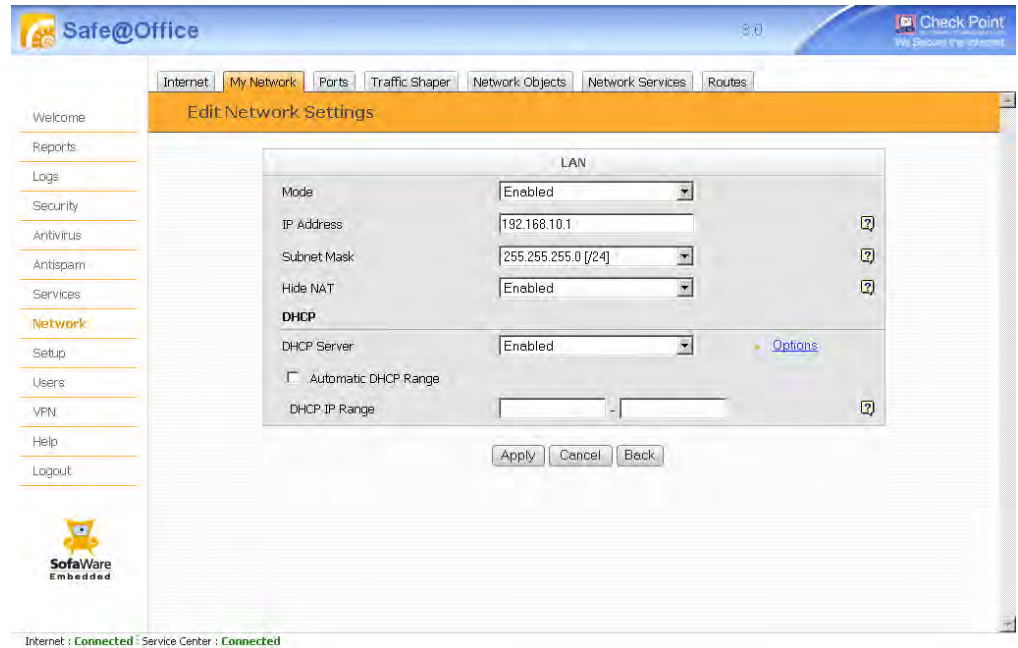 Safe@Office
8.0
Check Point
We Secure the Internet
Internet
My Network
Ports
Traffic Shaper
Network Objects
Network Services
Routes
Edit Network Settings
Welcome
Reports
Logs
Security
Antivirus
Antispam
Services
Network
Setup
Users
VPN
Help
Logout
LAN
Mode Enabled
IP Address 192.168.10.1 ?
Subnet Mask 255.255.255.0 [/24] ?
Hide NAT Enabled ?
DHCP
DHCP Server Enabled Options
Automatic DHCP Range
DHCP IP Range - ?
Apply Cancel Back
SofaWare
Embedded
Internet : Connected Service Center : Connected